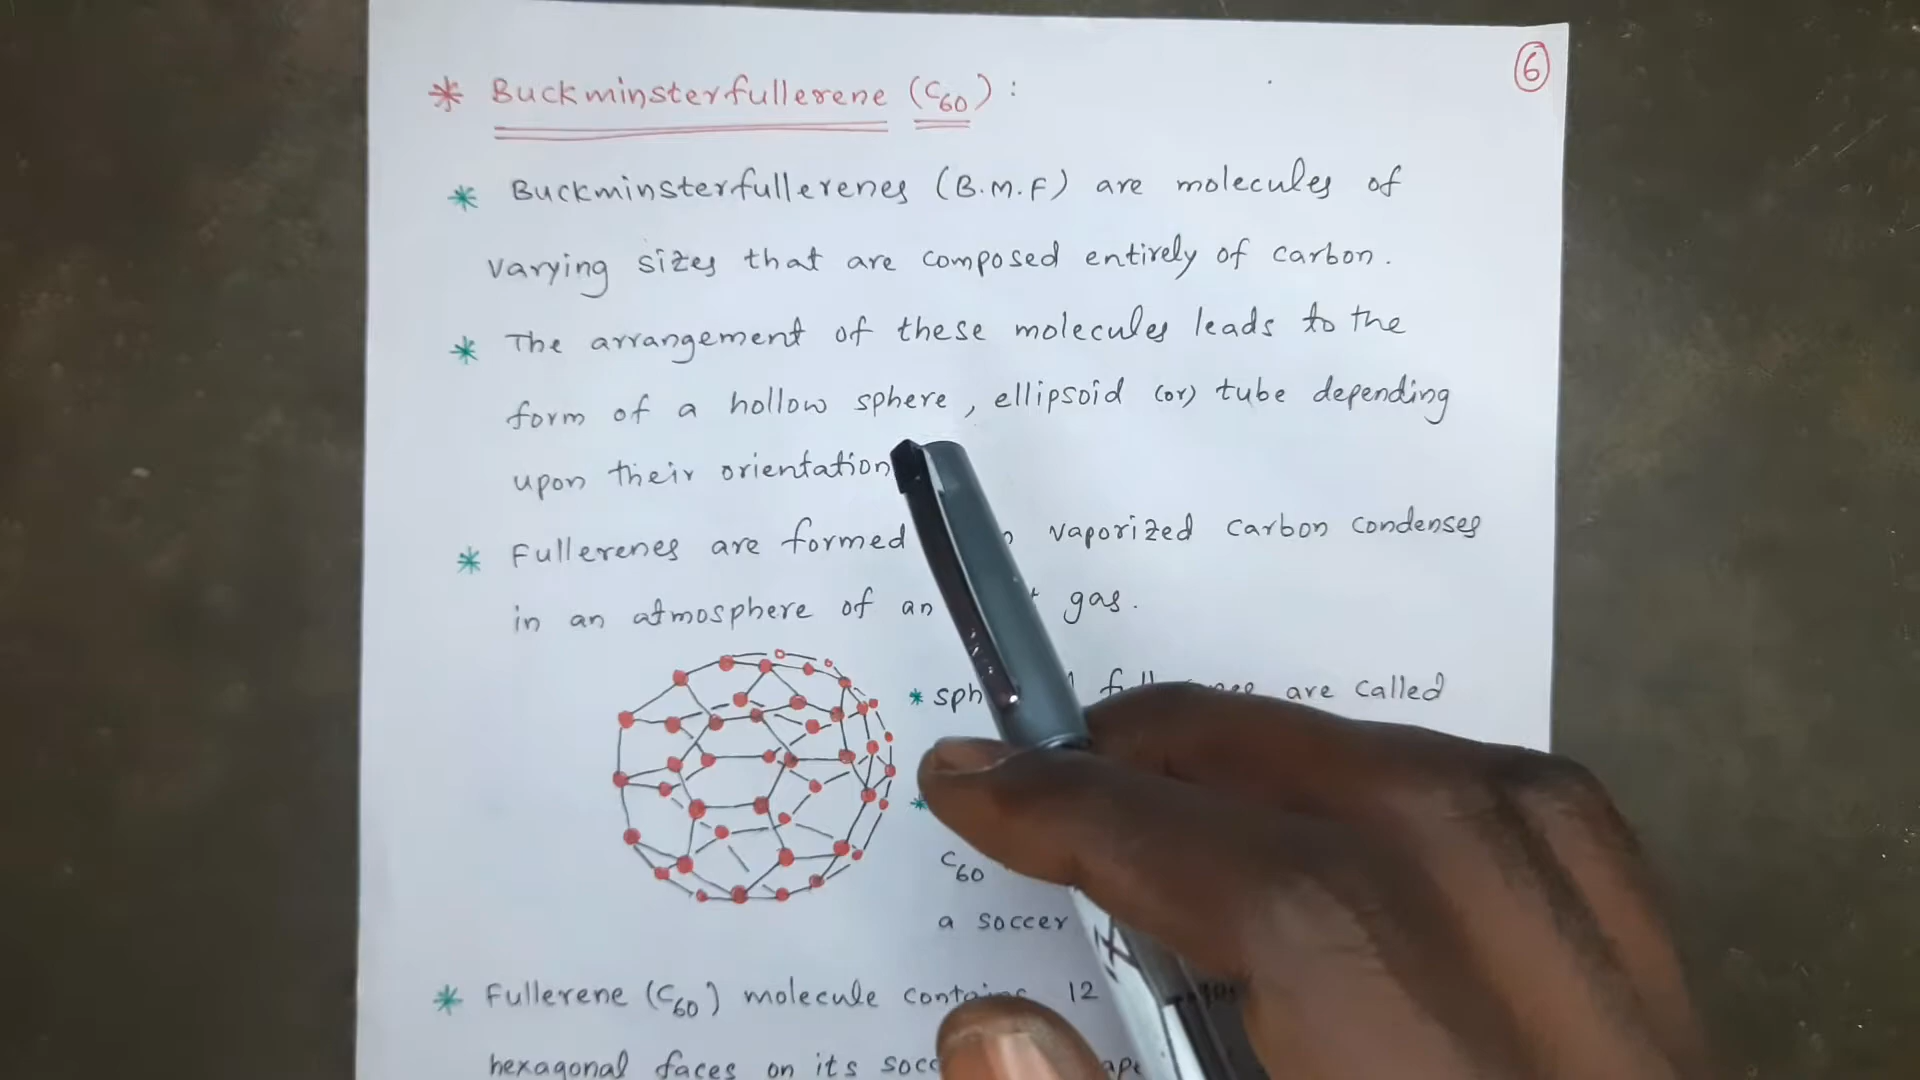 6
* Buckminsterfullerene (C60) :
* Buckminsterfullerenes (B.M.F) are molecules of
varying sizes that are composed entirely of carbon.
* The arrangement of these molecules leads to the
form of a hollow sphere, ellipsoid (or) tube depending
upon their orientation
* Fullerenes are formed vaporized carbon condenses
in an atmosphere of an gas.
* are called
*
C60
a soccer
* Fullerene (C60) molecule contains 12
hexagonal faces on its